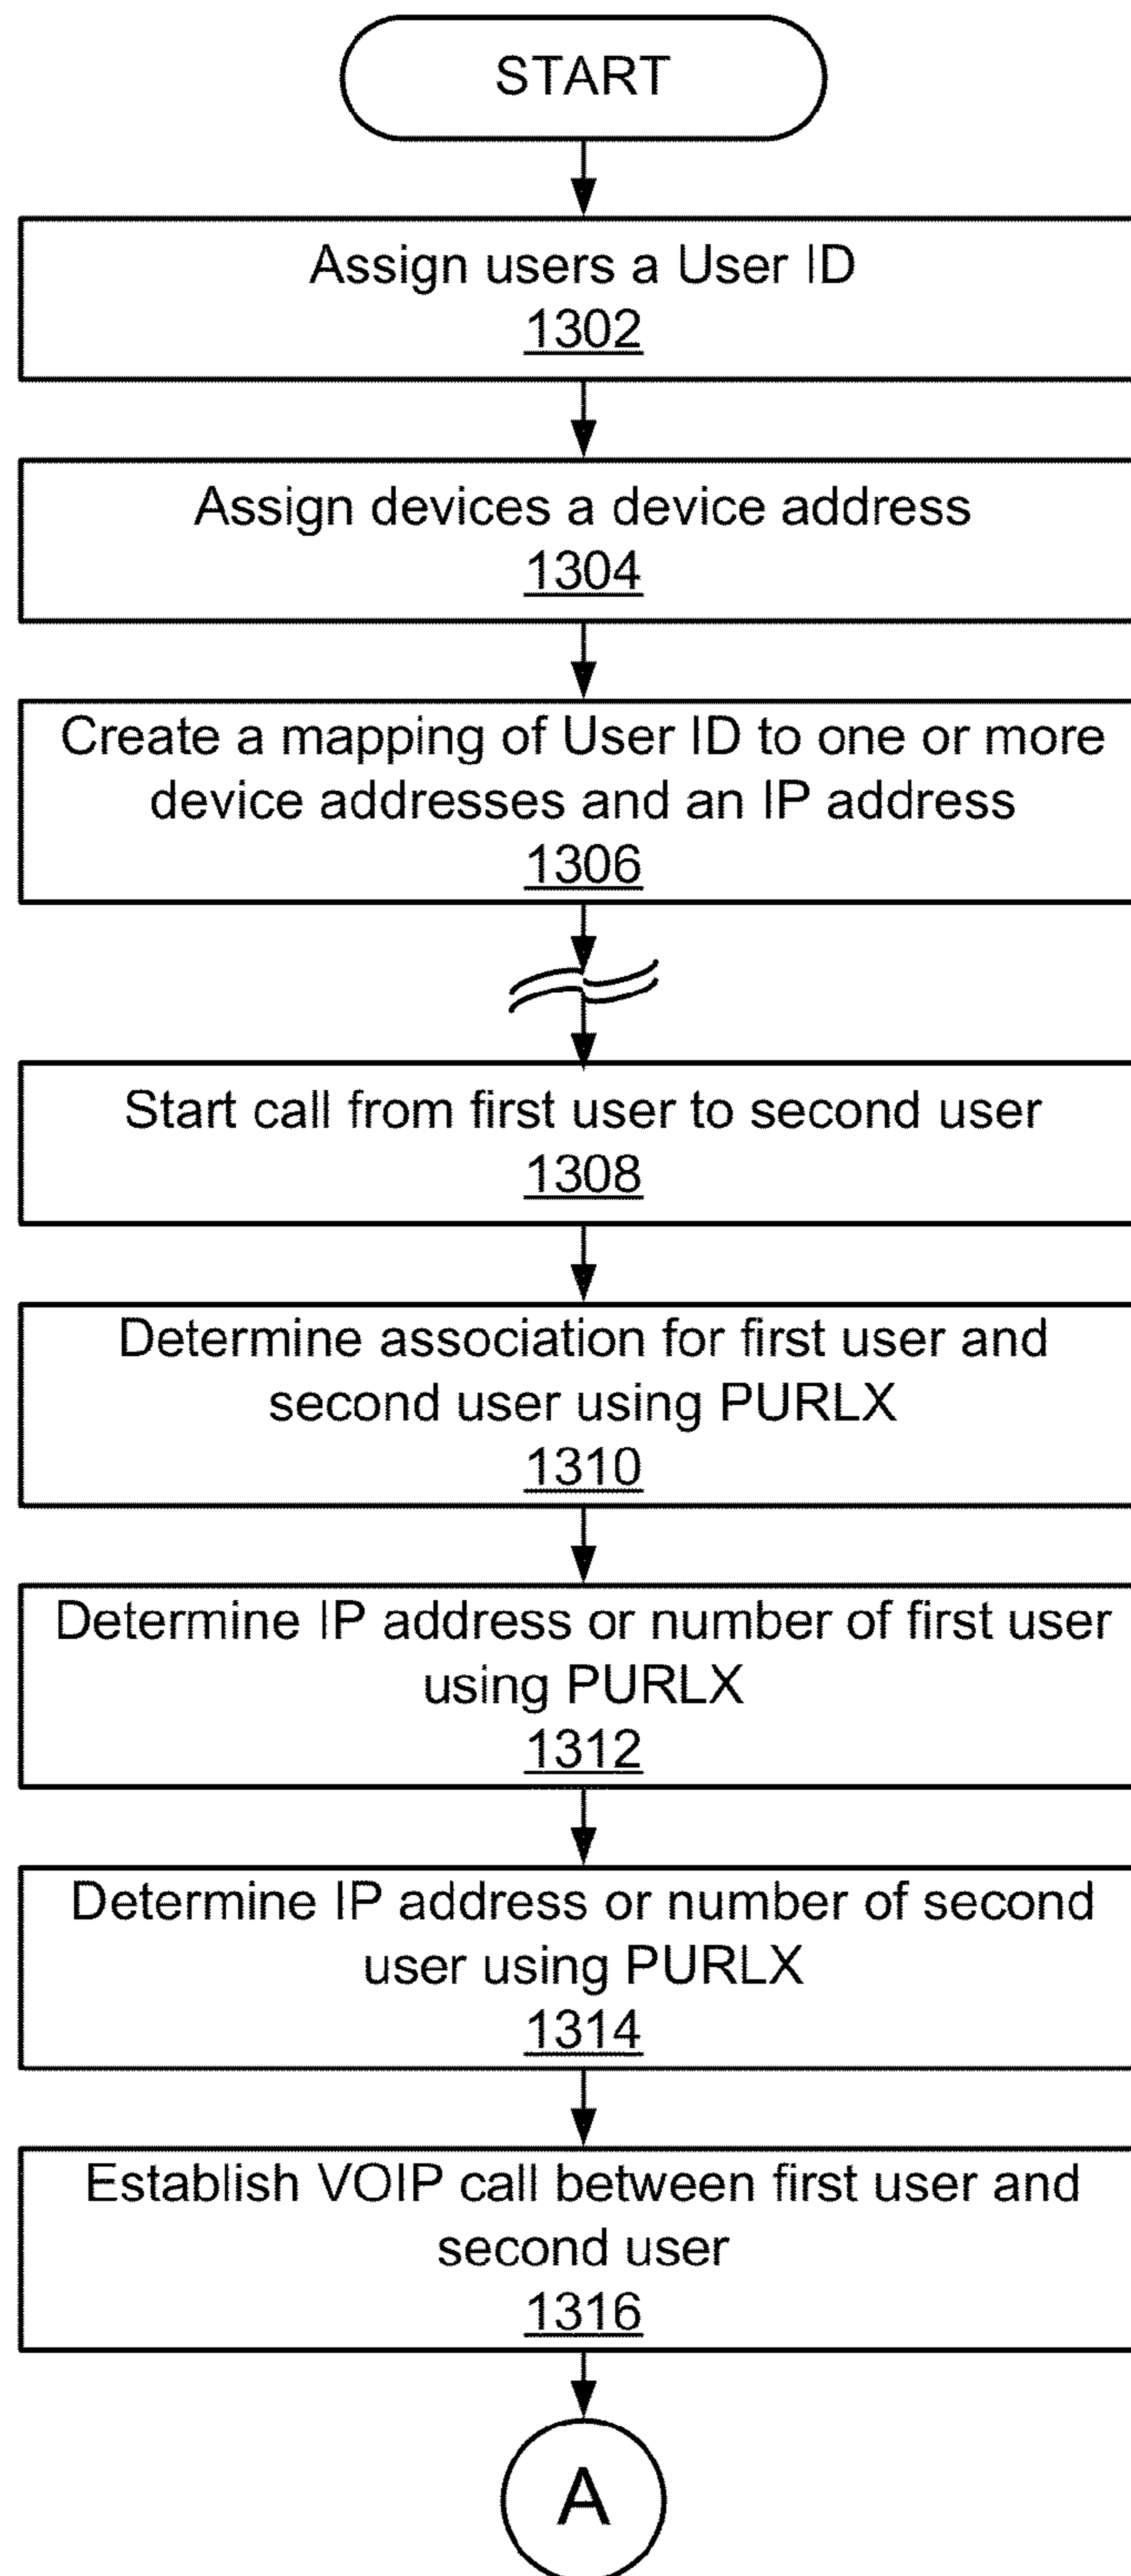 START
Assign users a User ID
1302
Assign devices a device address
1304
Create a mapping of User ID to one or more
device addresses and an IP address
1306
Start call from first user to second user
1308
Determine association for first user and
second user using PURLX
1310
Determine IP address or number of first user
using PURLX
1312
Determine IP address or number of second
user using PURLX
1314
Establish VOIP call between first user and
second user
1316
A